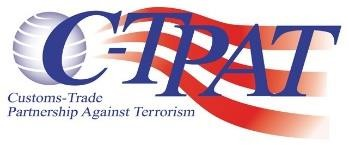 C-TPAT
Customs-Trade
Partnership Against Terrorism